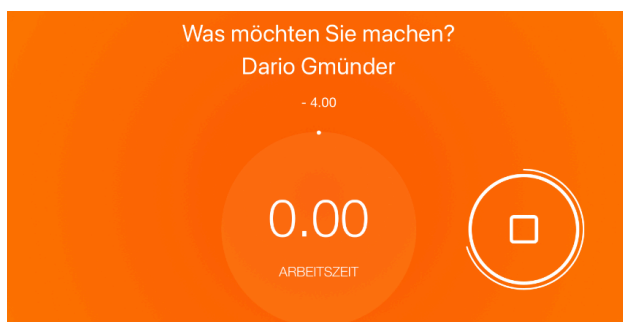 Was möchten Sie machen?
Dario Gmünder
- 4.00
0.00
ARBEITSZEIT